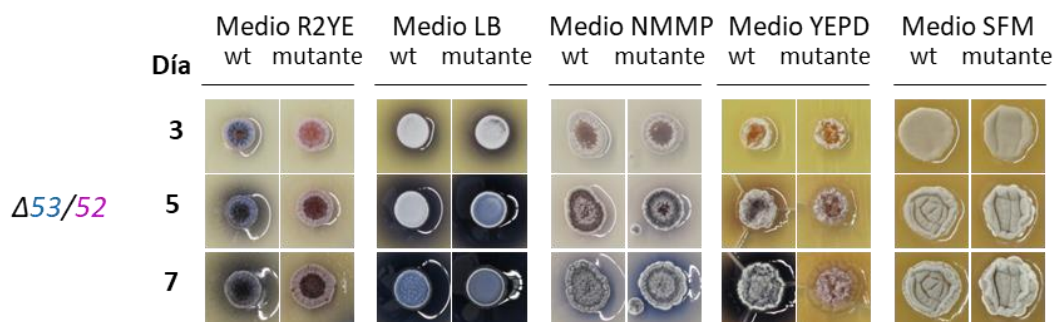 Medio R2YE Medio LB Medio NMMP Medio YEPD Medio SFM
Día wt mutante wt mutante wt mutante wt mutante wt mutante
3
5
Δ53/52
7